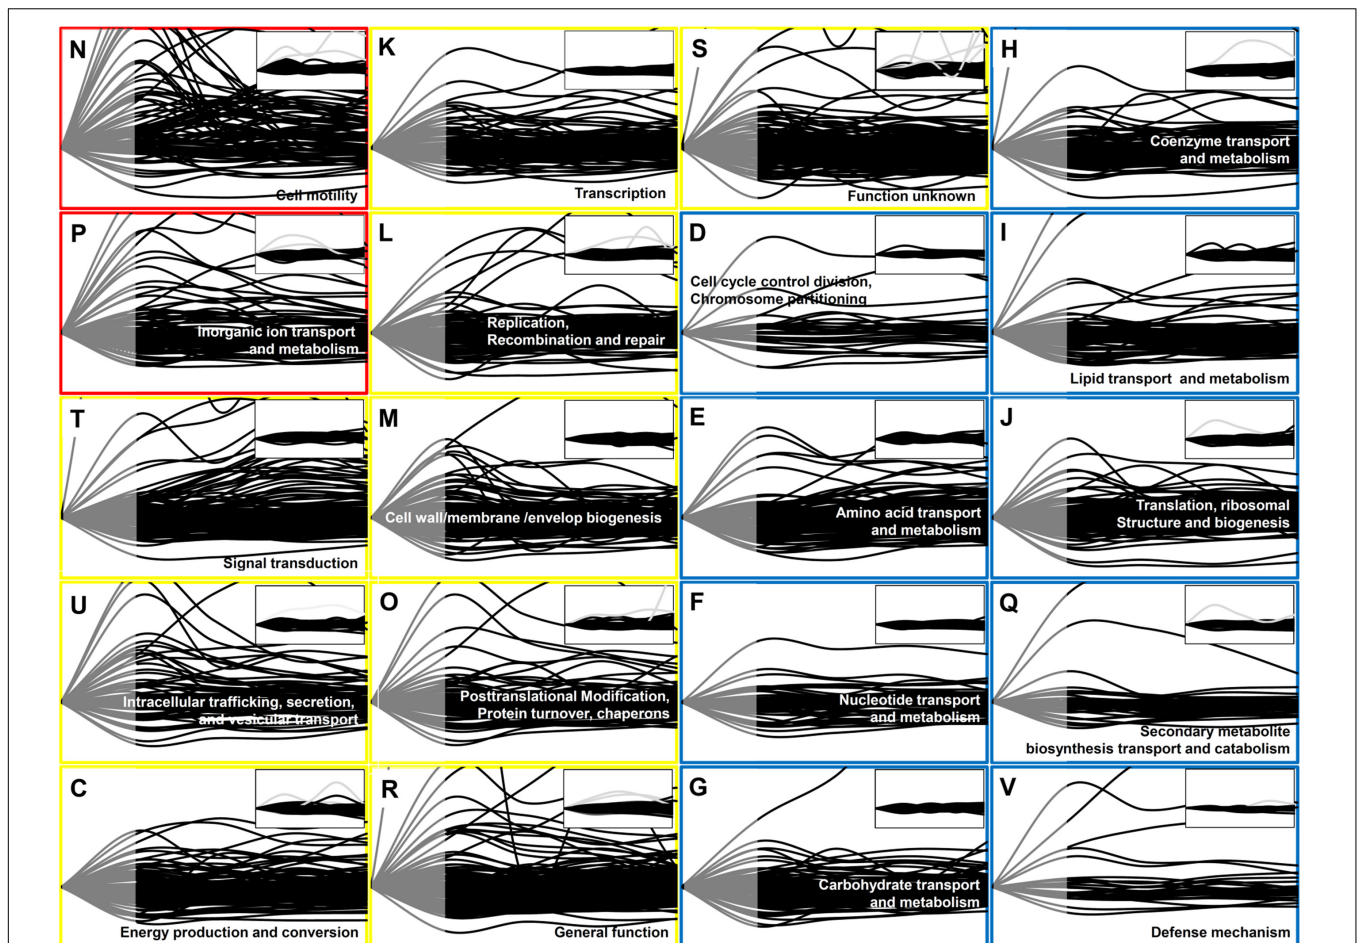 N
Cell motility
K
Transcription
S
Function unknown
H
Coenzyme transport
and metabolism
P
Inorganic ion transport
and metabolism
L
Replication,
Recombination and repair
D
Cell cycle control division,
Chromosome partitioning
I
Lipid transport and metabolism
T
Signal transduction
M
Cell wall/membrane /envelop biogenesis
E
Amino acid transport
and metabolism
J
Translation, ribosomal
Structure and biogenesis
U
Intracellular trafficking, secretion,
and vesicular transport
O
Posttranslational Modification,
Protein turnover, chaperons
F
Nucleotide transport
and metabolism
Q
Secondary metabolite
biosynthesis transport and catabolism
C
Energy production and conversion
R
General function
G
Carbohydrate transport
and metabolism
V
Defense mechanism